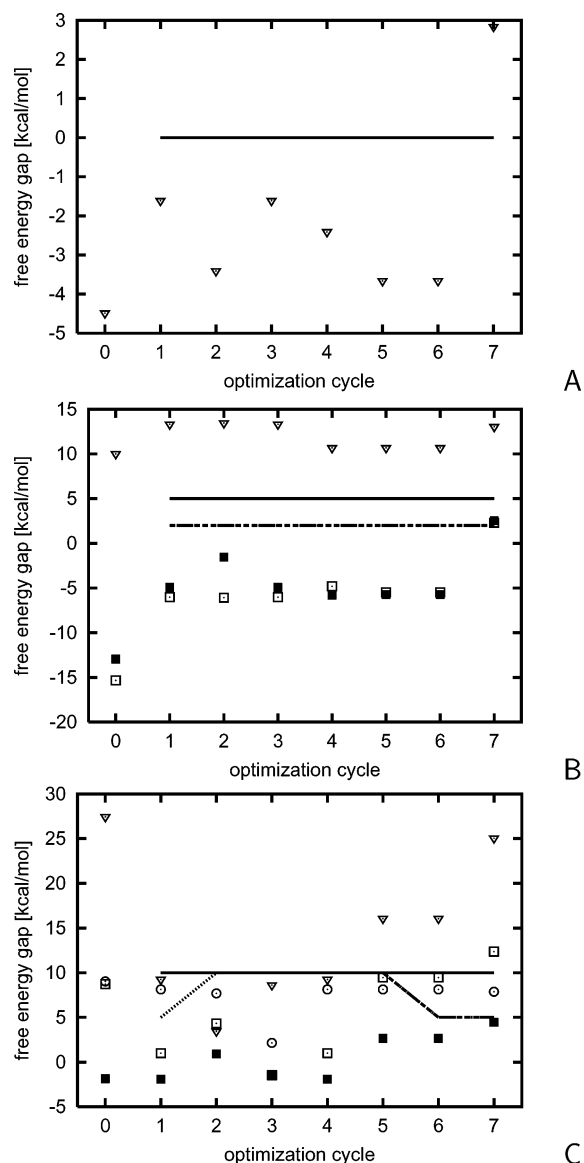 3
2
1
0
-1
-2
-3
-4
-5
free energy gap [kcal/mol]
0 1 2 3 4 5 6 7
optimization cycle
A
15
10
5
0
-5
-10
-15
-20
free energy gap [kcal/mol]
0 1 2 3 4 5 6 7
optimization cycle
B
30
25
20
15
10
5
0
-5
free energy gap [kcal/mol]
0 1 2 3 4 5 6 7
optimization cycle
C